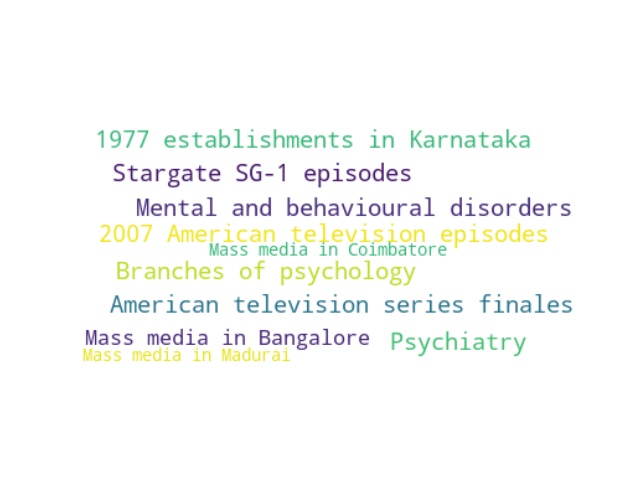 1977 establishments in Karnataka
Stargate SG-1 episodes
Mental and behavioural disorders
2007 American television episodes
Mass media in Coimbatore
Branches of psychology
American television series finales
Mass media in Bangalore
Psychiatry
Mass media in Madurai